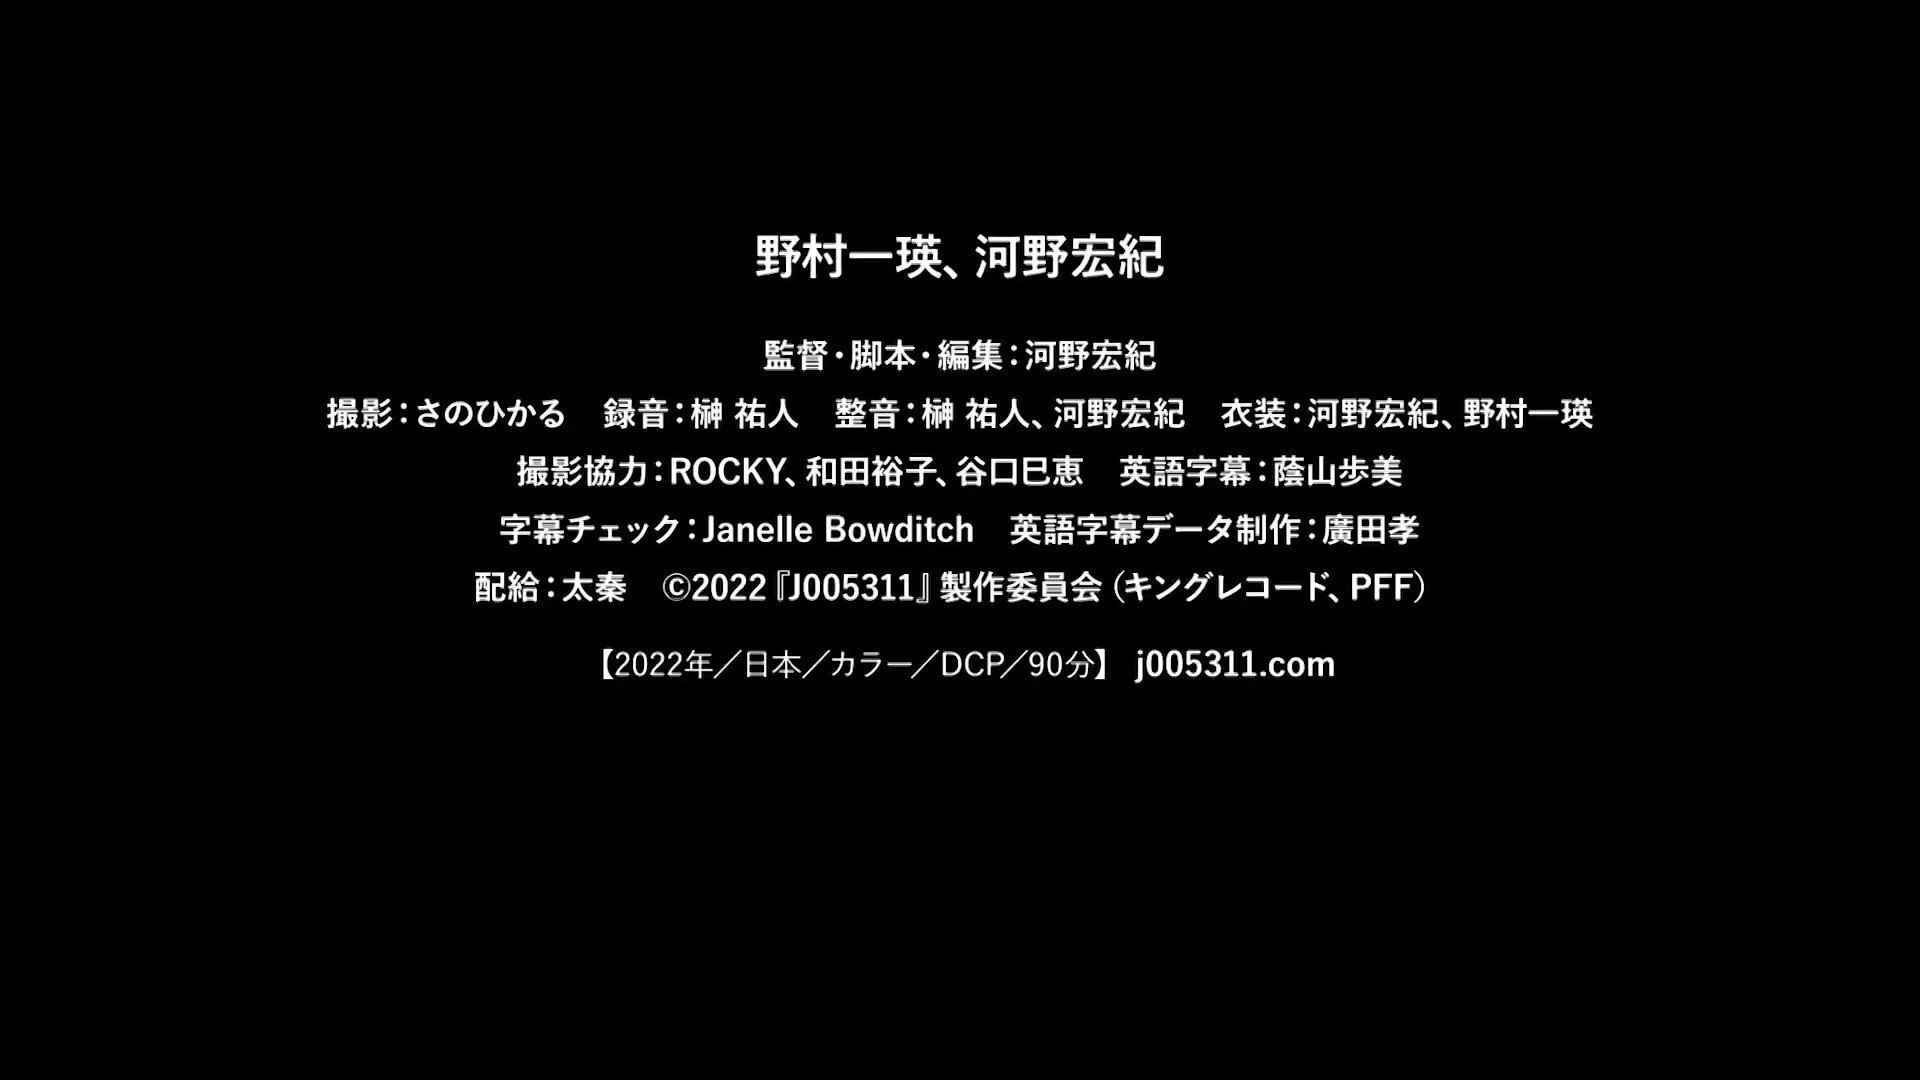 野村一瑛、河野宏紀
監督・脚本・編集：河野宏紀
撮影：さのひかる　録音：榊 祐人　整音：榊 祐人、河野宏紀　衣装：河野宏紀、野村一瑛
撮影協力：ROCKY、和田裕子、谷口巳恵　英語字幕：蔭山歩美
字幕チェック：Janelle Bowditch　英語字幕データ制作：廣田孝
配給：太秦　©2022『J005311』製作委員会（キングレコード、PFF）
【2022年／日本／カラー／DCP／90分】 j005311.com